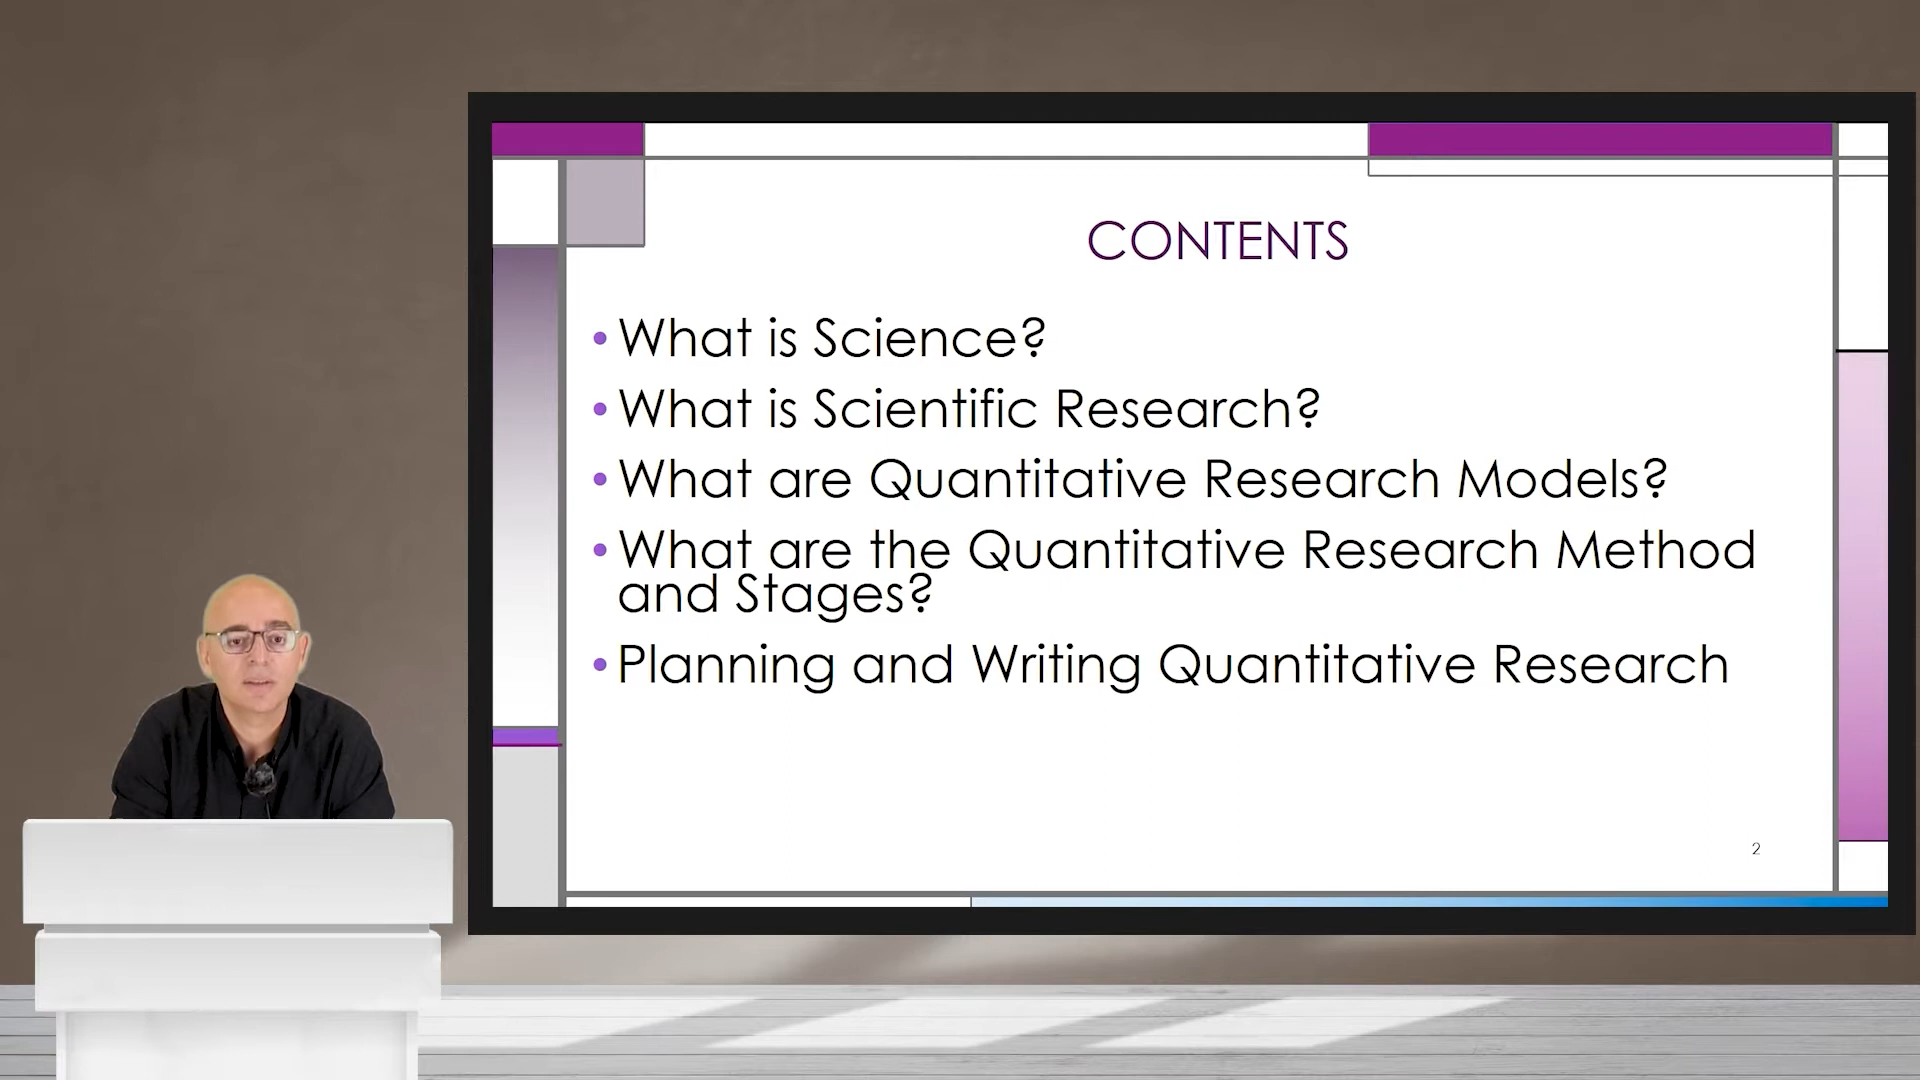 CONTENTS
• What is Science?
• What is Scientific Research?
• What are Quantitative Research Models?
• What are the Quantitative Research Method
and Stages?
• Planning and Writing Quantitative Research
2